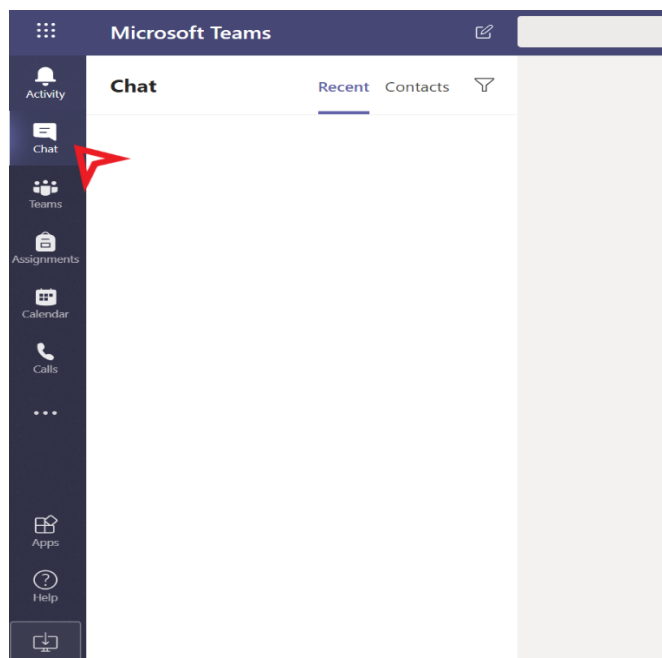 Microsoft Teams
Activity
Chat
Recent
Contacts
Chat
Teams
Assignments
Calendar
Calls
Apps
Help